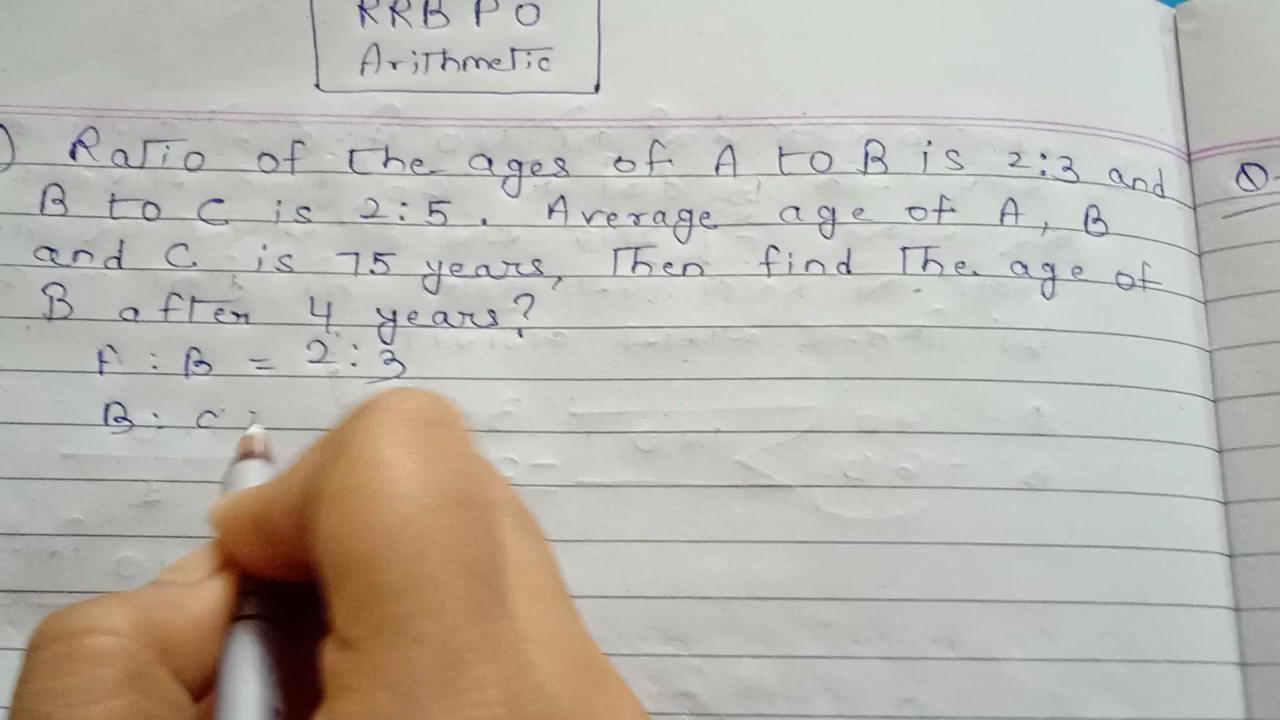 RRB PO
Arithmetic
) Ratio of the ages of A to B is 2:3 and
B to C is 2:5. Average age of A, B
and C is 75 years, Then find The age of
B after 4 years?
A : B = 2 : 3
B : C
Q.